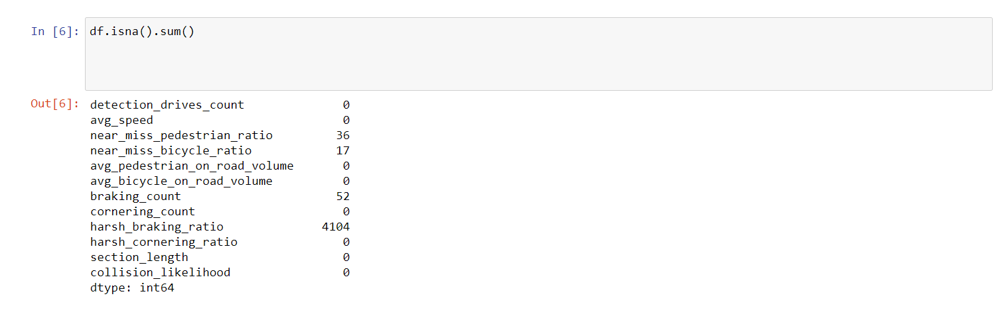 In [6]: df.isna().sum()
Out[6]: detection_drives_count 0
avg_speed 0
near_miss_pedestrian_ratio 36
near_miss_bicycle_ratio 17
avg_pedestrian_on_road_volume 0
avg_bicycle_on_road_volume 0
braking_count 52
cornering_count 0
harsh_braking_ratio 4104
harsh_cornering_ratio 0
section_length 0
collision_likelihood 0
dtype: int64